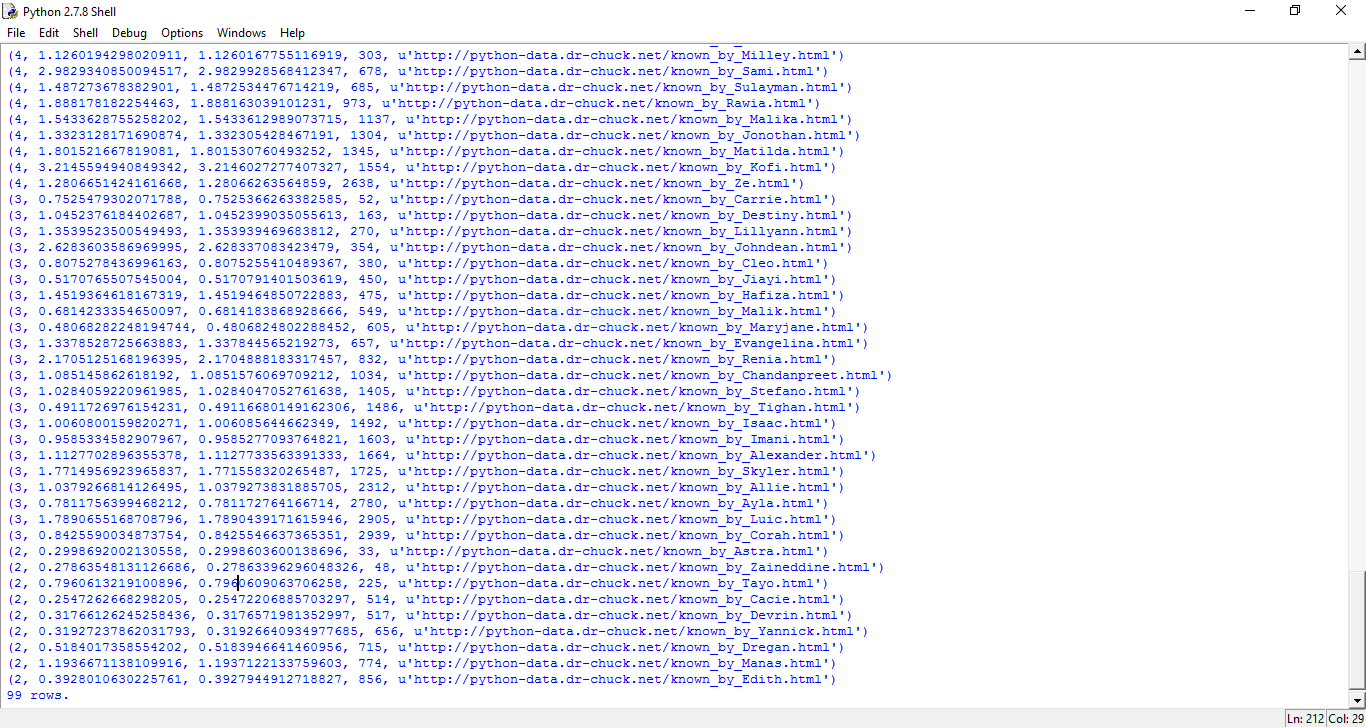 Python 2.7.8 Shell
File Edit Shell Debug Options Windows Help
(4, 1.1260194298020911, 1.1260167755116919, 303, u'http://python-data.dr-chuck.net/known_by_Milley.html')
(4, 2.9829340850094517, 2.9829928568412347, 678, u'http://python-data.dr-chuck.net/known_by_Sami.html')
(4, 1.487273678382901, 1.4872534476714219, 685, u'http://python-data.dr-chuck.net/known_by_Sulayman.html')
(4, 1.888178182254463, 1.888163039101231, 973, u'http://python-data.dr-chuck.net/known_by_Rawia.html')
(4, 1.5433628755258202, 1.5433612989073715, 1137, u'http://python-data.dr-chuck.net/known_by_Malika.html')
(4, 1.3323128171690874, 1.332305428467191, 1304, u'http://python-data.dr-chuck.net/known_by_Jonothan.html')
(4, 1.801521667819081, 1.801530760493252, 1345, u'http://python-data.dr-chuck.net/known_by_Matilda.html')
(4, 3.2145594940849342, 3.2146027277407327, 1554, u'http://python-data.dr-chuck.net/known_by_Kofi.html')
(4, 1.2806651424161668, 1.28066263564859, 2638, u'http://python-data.dr-chuck.net/known_by_Ze.html')
(3, 0.7525479302071788, 0.7525366263382585, 52, u'http://python-data.dr-chuck.net/known_by_Carrie.html')
(3, 1.0452376184402687, 1.0452399035055613, 163, u'http://python-data.dr-chuck.net/known_by_Destiny.html')
(3, 1.3539523500549493, 1.353939469683812, 270, u'http://python-data.dr-chuck.net/known_by_Lillyann.html')
(3, 2.6283603586969995, 2.628337083423479, 354, u'http://python-data.dr-chuck.net/known_by_Johndean.html')
(3, 0.8075278436996163, 0.8075255410489367, 380, u'http://python-data.dr-chuck.net/known_by_Cleo.html')
(3, 0.5170765507545004, 0.5170791401503619, 450, u'http://python-data.dr-chuck.net/known_by_Jiayi.html')
(3, 1.4519364618167319, 1.4519464850722883, 475, u'http://python-data.dr-chuck.net/known_by_Hafiza.html')
(3, 0.6814233354650097, 0.6814183868928666, 549, u'http://python-data.dr-chuck.net/known_by_Malik.html')
(3, 0.48068282248194744, 0.4806824802288452, 605, u'http://python-data.dr-chuck.net/known_by_Maryjane.html')
(3, 1.3378528725663883, 1.337844565219273, 657, u'http://python-data.dr-chuck.net/known_by_Evangelina.html')
(3, 2.1705125168196395, 2.1704888183317457, 832, u'http://python-data.dr-chuck.net/known_by_Renia.html')
(3, 1.085145862618192, 1.0851576069709212, 1034, u'http://python-data.dr-chuck.net/known_by_Chandanpreet.html')
(3, 1.0284059220961985, 1.0284047052761638, 1405, u'http://python-data.dr-chuck.net/known_by_Stefano.html')
(3, 0.4911726976154231, 0.49116680149162306, 1486, u'http://python-data.dr-chuck.net/known_by_Tighan.html')
(3, 1.0060800159820271, 1.006085644662349, 1492, u'http://python-data.dr-chuck.net/known_by_Isaac.html')
(3, 0.9585334582907967, 0.9585277093764821, 1603, u'http://python-data.dr-chuck.net/known_by_Imani.html')
(3, 1.1127702896355378, 1.1127733563391333, 1664, u'http://python-data.dr-chuck.net/known_by_Alexander.html')
(3, 1.7714956923965837, 1.771558320265487, 1725, u'http://python-data.dr-chuck.net/known_by_Skyler.html')
(3, 1.0379266814126495, 1.0379273831885705, 2312, u'http://python-data.dr-chuck.net/known_by_Allie.html')
(3, 0.7811756399468212, 0.781172764166714, 2780, u'http://python-data.dr-chuck.net/known_by_Ayla.html')
(3, 1.7890655168708796, 1.7890439171615946, 2905, u'http://python-data.dr-chuck.net/known_by_Luic.html')
(3, 0.8425590034873754, 0.8425546637365351, 2939, u'http://python-data.dr-chuck.net/known_by_Corah.html')
(2, 0.2998692002130558, 0.2998603600138696, 33, u'http://python-data.dr-chuck.net/known_by_Astra.html')
(2, 0.27863548131126686, 0.27863396296048326, 48, u'http://python-data.dr-chuck.net/known_by_Zaineddine.html')
(2, 0.7960613219100896, 0.7960609063706258, 225, u'http://python-data.dr-chuck.net/known_by_Tayo.html')
(2, 0.2547262668298205, 0.25472206885703297, 514, u'http://python-data.dr-chuck.net/known_by_Cacie.html')
(2, 0.31766126245258436, 0.3176571981352997, 517, u'http://python-data.dr-chuck.net/known_by_Devrin.html')
(2, 0.31927237862031793, 0.31926640934977685, 656, u'http://python-data.dr-chuck.net/known_by_Yannick.html')
(2, 0.5184017358554202, 0.5183946641460956, 715, u'http://python-data.dr-chuck.net/known_by_Dregan.html')
(2, 1.1936671138109916, 1.1937122133759603, 774, u'http://python-data.dr-chuck.net/known_by_Manas.html')
(2, 0.3928010630225761, 0.3927944912718827, 856, u'http://python-data.dr-chuck.net/known_by_Edith.html')
99 rows.
Ln: 212 Col: 29